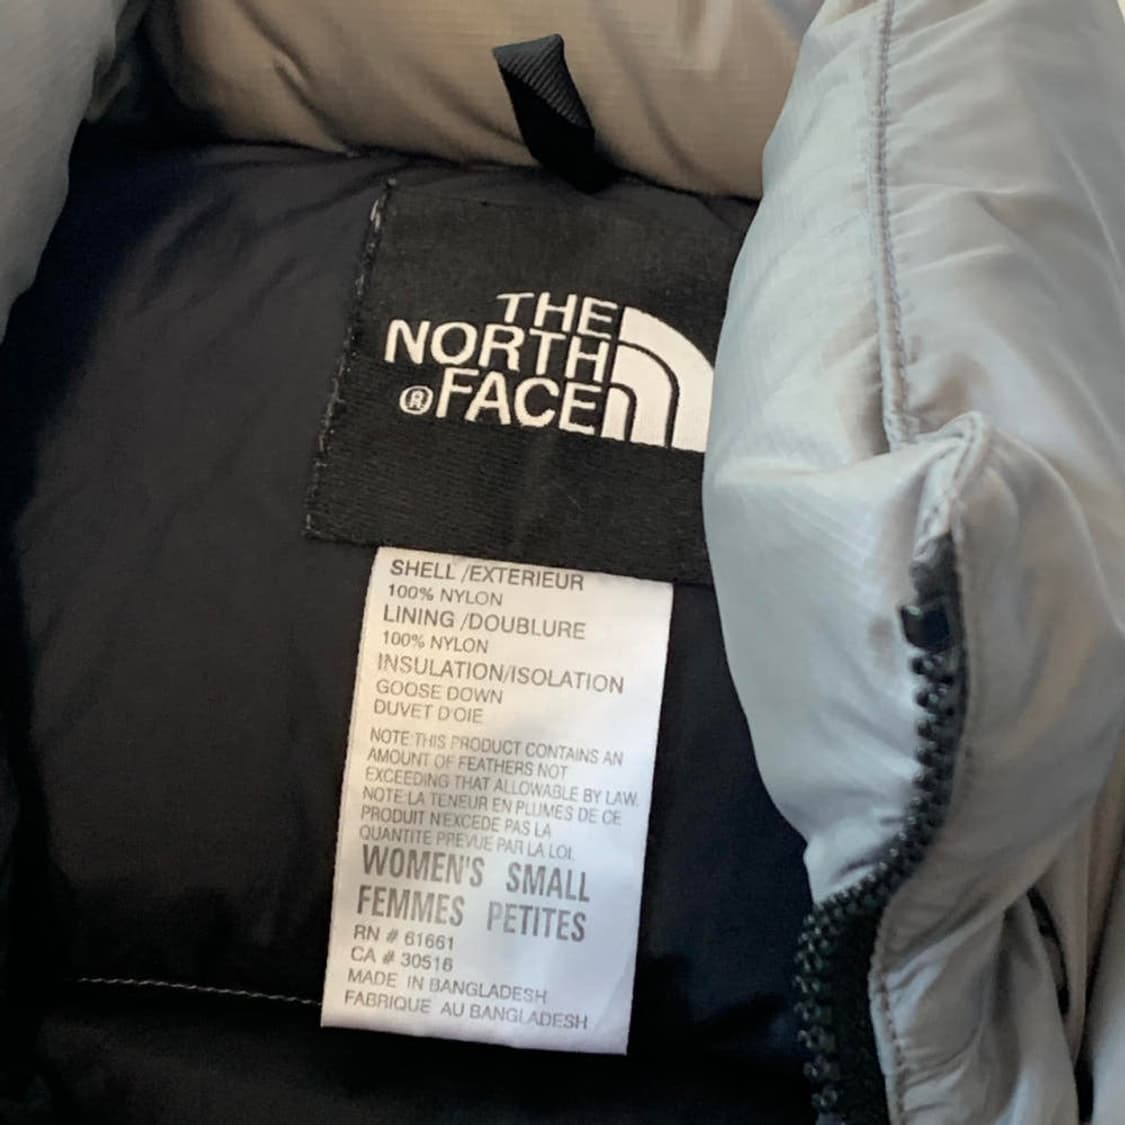 THE
NORTH
®FACE
SHELL /EXTERIEUR
100% NYLON
LINING /DOUBLURE
100% NYLON
INSULATION/ISOLATION
GOOSE DOWN
DUVET D'OIE
NOTE:THIS PRODUCT CONTAINS AN
AMOUNT OF FEATHERS NOT
EXCEEDING THAT ALLOWABLE BY LAW.
NOTE:LA TENEUR EN PLUMES DE CE
PRODUIT N'EXCEDE PAS LA
QUANTITE PREVUE PAR LA LOI.
WOMEN'S SMALL
FEMMES PETITES
RN # 61661
CA # 30516
MADE IN BANGLADESH
FABRIQUE AU BANGLADESH